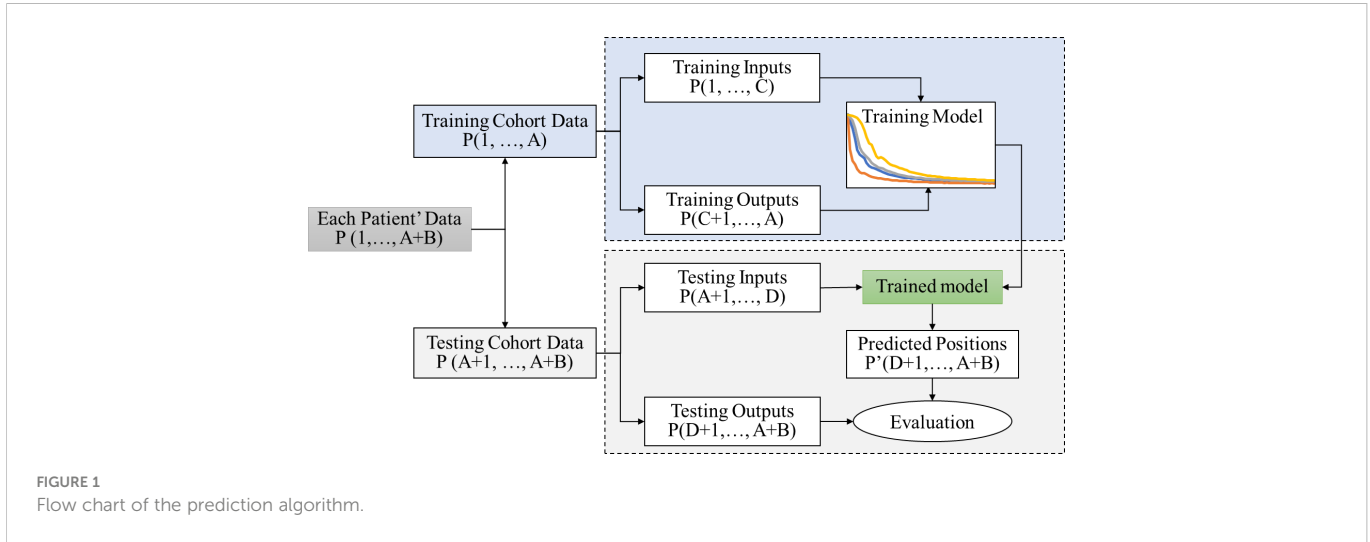 Training Inputs
P(1, …, C)
Training Cohort Data
P(1, …, A)
Training Model
Training Outputs
P(C+1,…, A)
Each Patient’ Data
P (1,…, A+B)
Testing Inputs
P(A+1,…, D)
Trained model
Testing Cohort Data
P (A+1, …, A+B)
Predicted Positions
P’(D+1,…, A+B)
Testing Outputs
P(D+1,…, A+B)
Evaluation
FIGURE 1
Flow chart of the prediction algorithm.